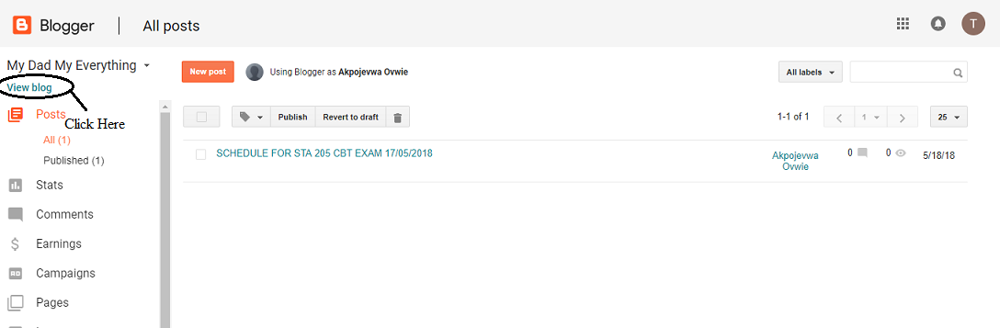 Blogger | All posts
T
My Dad My Everything
View blog
Click Here
Posts
All (1)
Published (1)
Stats
Comments
$ Earnings
AD Campaigns
Pages
New post Using Blogger as Akpojevwa Ovwie All labels
Publish Revert to draft 1-1 of 1 < 1 > 25
SCHEDULE FOR STA 205 CBT EXAM 17/05/2018 Akpojevwa Ovwie 0 0 5/18/18